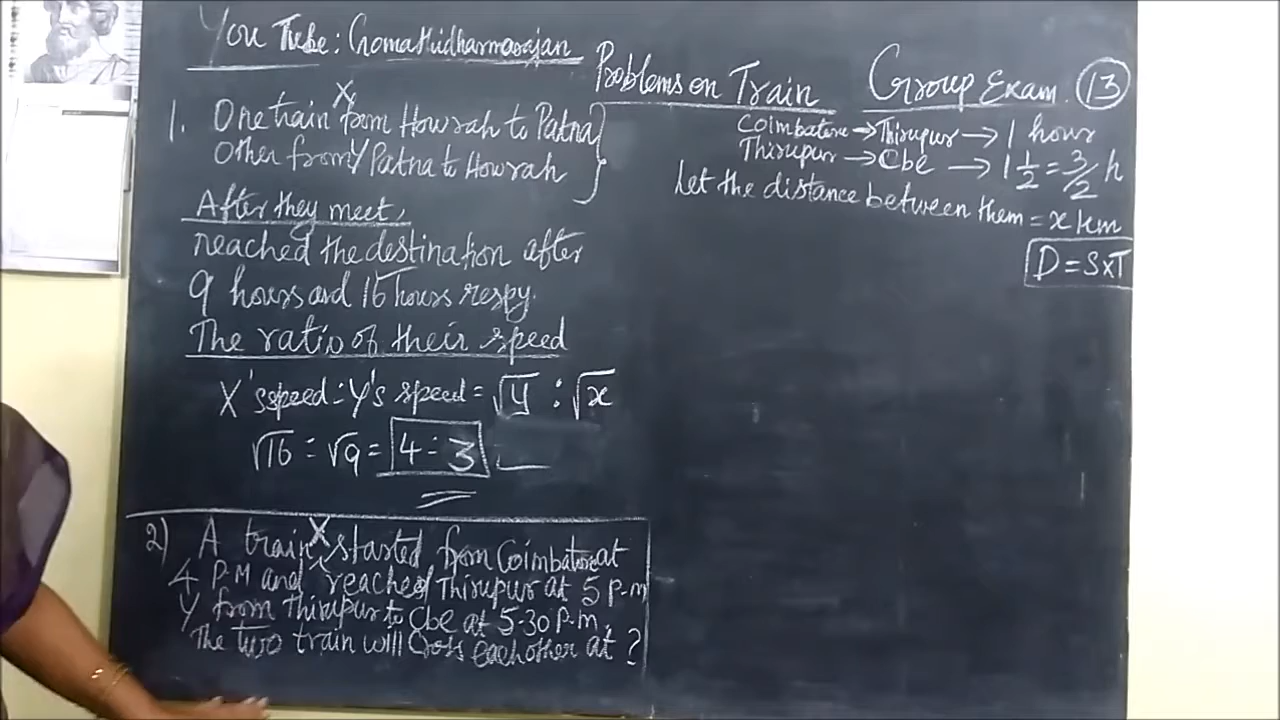 YouTube: Gomathidharmarajan
Problems on Train Group Exam. 13
1. One train X from Howrah to Patna
Other from Y Patna to Howrah
After they meet,
reached the destination after
9 hours and 16 hours respy.
The ratio of their speed
X's speed : Y's speed = √y : √x
√16 : √9 = 4 : 3
2) A train X started from Coimbatore at
4 P.M and reached Thirupur at 5 p.m
Y from Thirupur to Cbe at 5.30 P.m.
The two train will Cross each other at ?
Coimbatore → Thirupur → 1 hour
Thirupur → Cbe → 1 1/2 = 3/2 h
Let the distance between them = x km
D = S x T